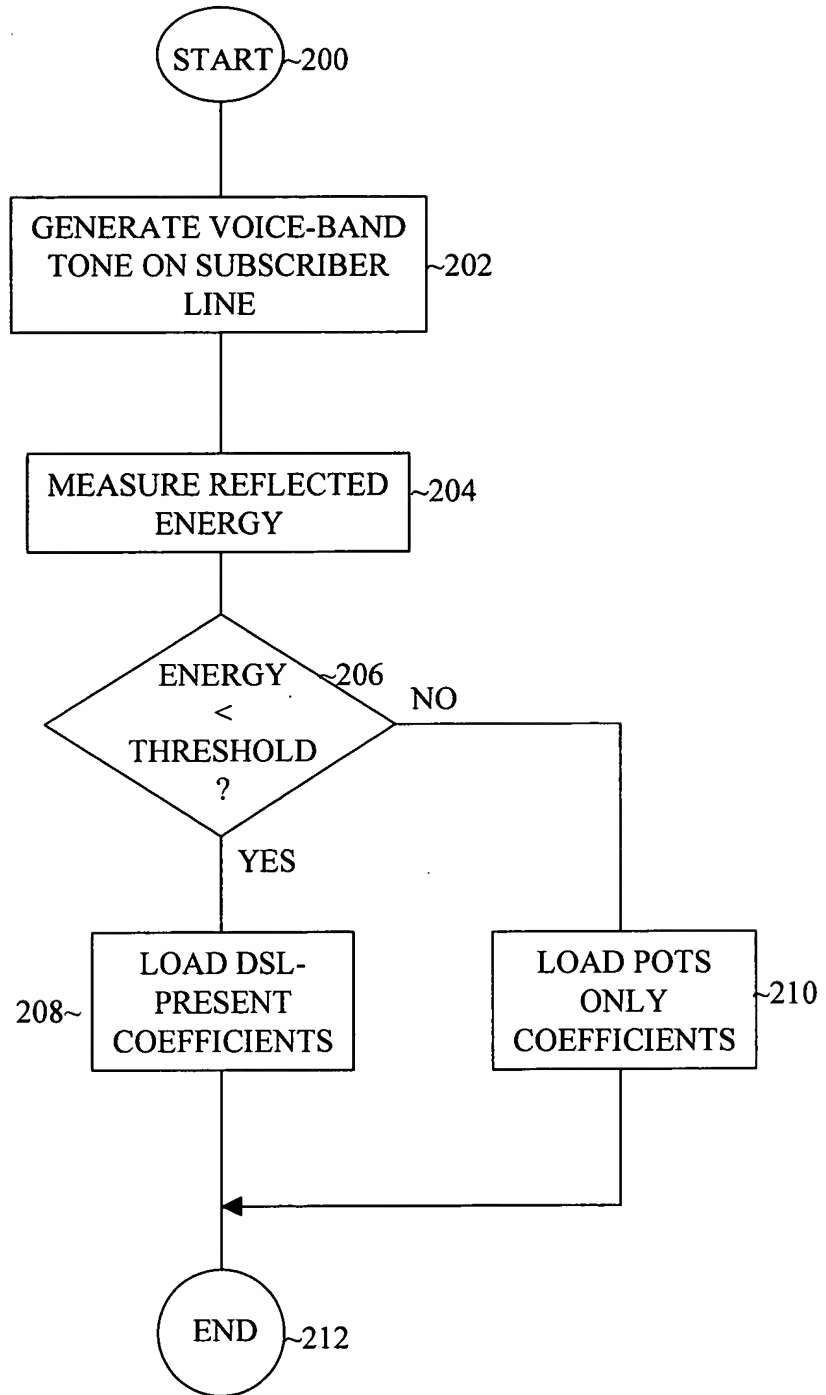 START ~200
GENERATE VOICE-BAND
TONE ON SUBSCRIBER
LINE
~202
MEASURE REFLECTED
ENERGY
~204
ENERGY
<
THRESHOLD
?
~206
NO
YES
LOAD DSL-
PRESENT
COEFFICIENTS
208~
LOAD POTS
ONLY
COEFFICIENTS
~210
END ~212